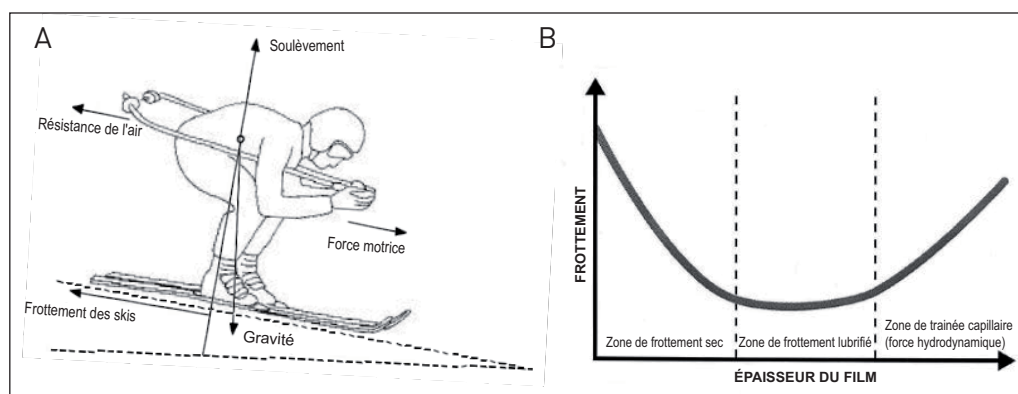 A
Soulèvement
Résistance de l'air
Force motrice
Frottement des skis
Gravité
B
FROTTEMENT
Zone de frottement sec
Zone de frottement lubrifié
Zone de trainée capillaire
(force hydrodynamique)
ÉPAISSEUR DU FILM